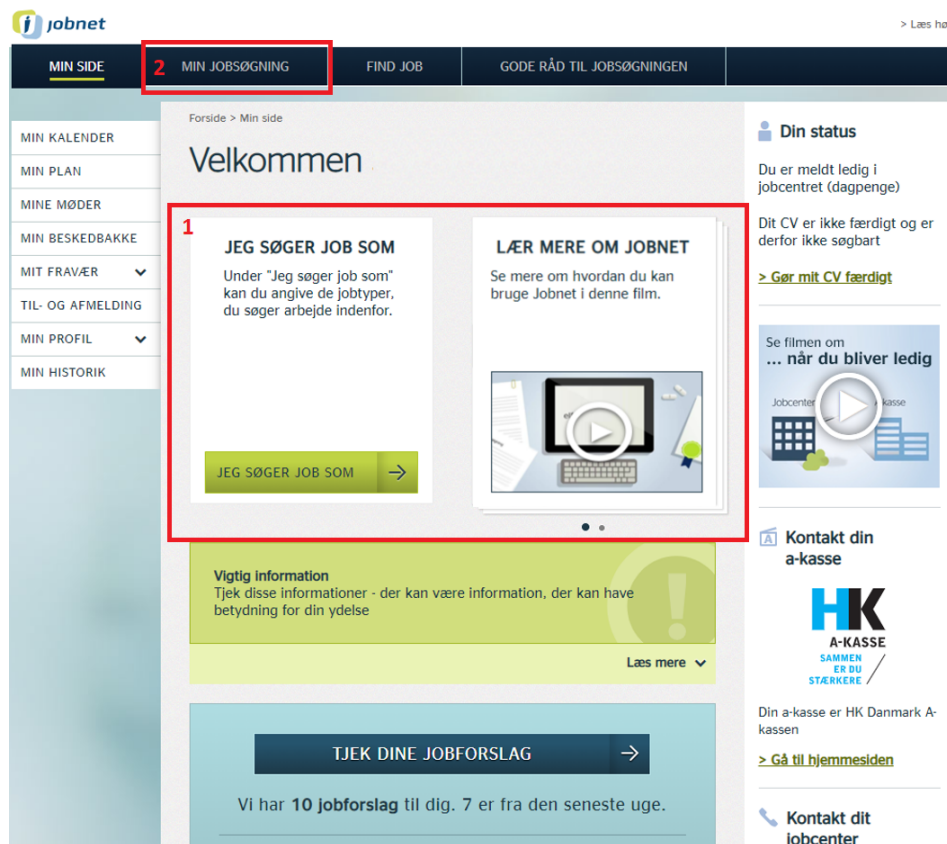 jobnet
> Læs
MIN SIDE
2
MIN JOBSØGNING
FIND JOB
GODE RÅD TIL JOBSØGNINGEN
MIN KALENDER
MIN PLAN
MINE MØDER
MIN BESKEDBAKKE
MIT FRAVÆR
TIL- OG AFMELDING
MIN PROFIL
MIN HISTORIK
Forside > Min side
Velkommen
1
JEG SØGER JOB SOM
Under "Jeg søger job som"
kan du angive de jobtyper,
du søger arbejde indenfor.
JEG SØGER JOB SOM
LÆR MERE OM JOBNET
Se mere om hvordan du kan
bruge Jobnet i denne film.
Vigtig information
Tjek disse informationer - der kan være information, der kan have
betydning for din ydelse
Læs mere
TJEK DINE JOBFORSLAG
Vi har 10 jobforslag til dig. 7 er fra den seneste uge.
Din status
Du er meldt ledig i
jobcentret (dagpenge)
Dit CV er ikke færdigt og er
derfor ikke søgbart
> Gør mit CV færdigt
Se filmen om
... når du bliver ledig
Jobcenter
kasse
Kontakt din
a-kasse
HK
A-KASSE
SAMMEN
ER DU
STÆRKERE
Din a-kasse er HK Danmark A-
kassen
> Gå til hjemmesiden
Kontakt dit
jobcenter